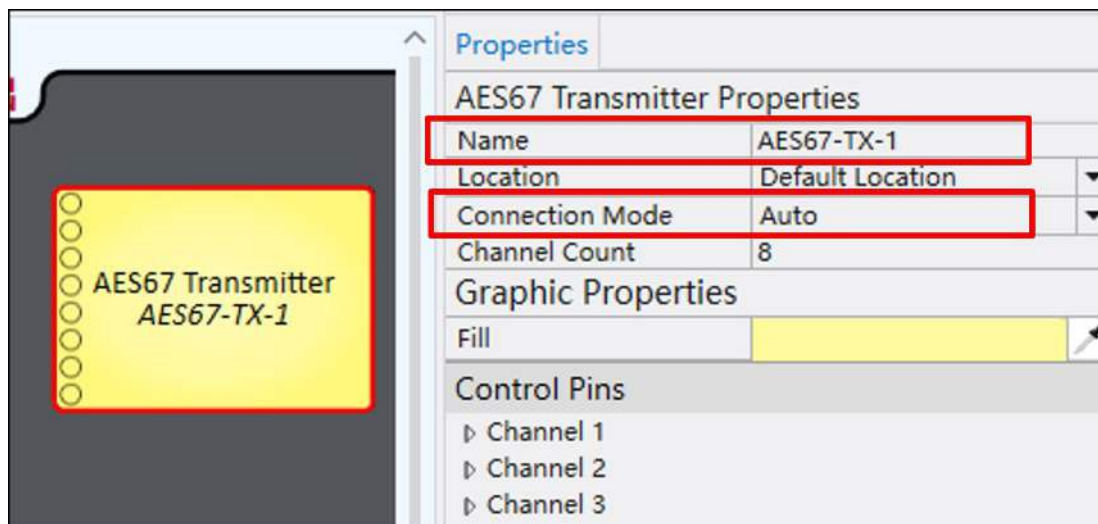 AES67 Transmitter
AES67-TX-1
Properties
AES67 Transmitter Properties
Name AES67-TX-1
Location Default Location
Connection Mode Auto
Channel Count 8
Graphic Properties
Fill
Control Pins
Channel 1
Channel 2
Channel 3